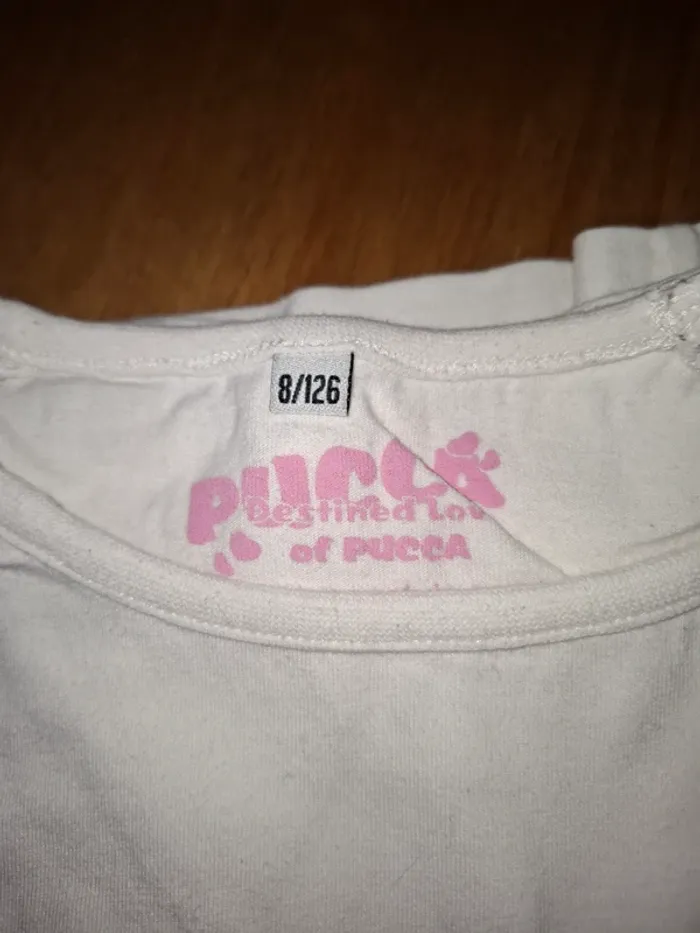 8/126
PUCCA
Destined Lov
of PUCCA